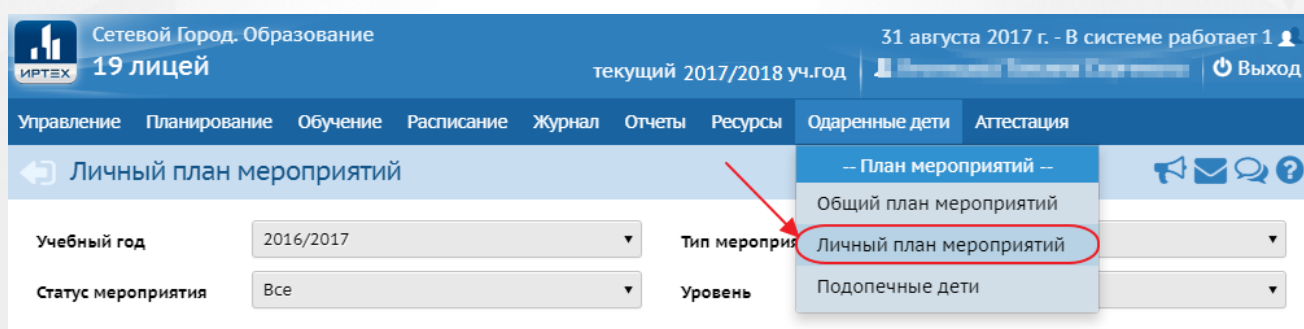 ИРТЕХ
Сетевой Город. Образование
31 август 2017 г. - В системе работает 1
19 лицей
текущий 2017/2018 уч.год
Выход
Управление Планирование Обучение Расписание Журнал Отчеты Ресурсы Одаренные дети Аттестация
Личный план мероприятий
-- План мероприятий --
Общий план мероприятий
Личный план мероприятий
Подопечные дети
Учебный год 2016/2017
Статус мероприятия Все
Уровень